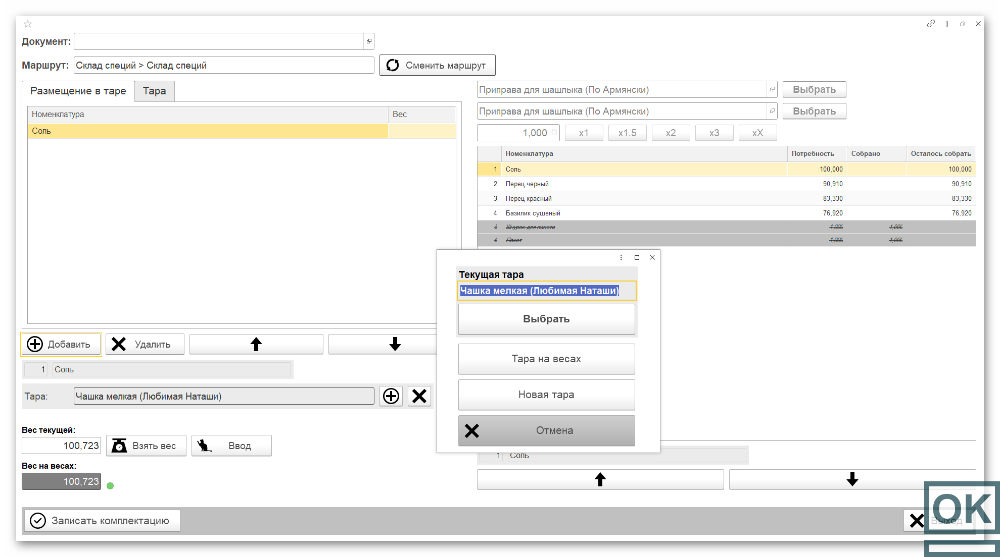 Документ:
Маршрут: Склад специй > Склад специй Сменить маршрут
Размещение в таре Тара
Номенклатура Вес
Соль
Добавить Удалить
1 Соль
Тара: Чашка мелкая (Любимая Наташи)
Вес текущей:
100,723 Взять вес Ввод
Вес на весах:
100,723
Приправа для шашлыка (По Армянски) Выбрать
Приправа для шашлыка (По Армянски) Выбрать
1,000 x1 x1.5 x2 x3 xX
Номенклатура Потребность Собрано Осталось собрать
1 Соль 100,000 100,000
2 Перец черный 90,910 90,910
3 Перец красный 83,330 83,330
4 Базилик сушеный 76,920 76,920
5 Шнурок для пакета 1,000 1,000
6 Пакет 1,000 1,000
Текущая тара
Чашка мелкая (Любимая Наташи)
Выбрать
Тара на весах
Новая тара
Отмена
1 Соль
Записать комплектацию Выход
OK